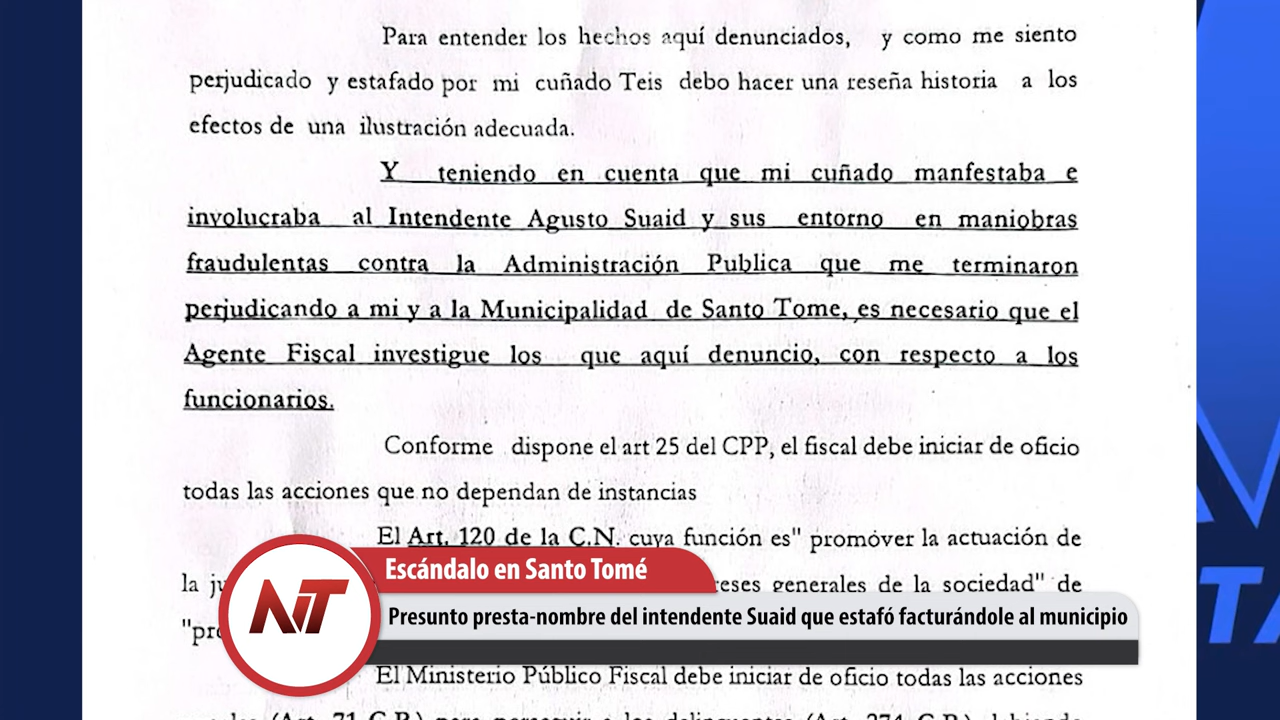 Para entender los hechos aquí denunciados, y como me siento
perjudicado y estafado por mi cuñado Teis debo hacer una reseña historia a los
efectos de una ilustración adecuada.
Y teniendo en cuenta que mi cuñado manfestaba e
involucraba al Intendente Agusto Suaid y sus entorno en maniobras
fraudulentas contra la Administración Publica que me terminaron
perjudicando a mi y a la Municipalidad de Santo Tome, es necesario que el
Agente Fiscal investigue los que aquí denuncio, con respecto a los
funcionarios.
Conforme dispone el art 25 del CPP, el fiscal debe iniciar de oficio
todas las acciones que no dependan de instancias
El Art. 120 de la C.N. cuya función es" promover la actuación de
la generales de la sociedad" de
El Ministerio Público Fiscal debe iniciar de oficio todas las acciones
NT
Escándalo en Santo Tomé
Presunto presta-nombre del intendente Suaid que estafó facturándole al municipio